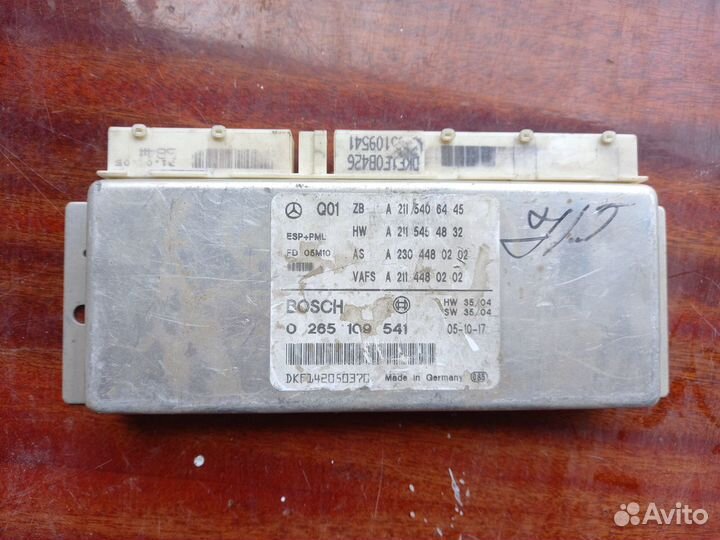 DKF1F0B426
109541
Q01 ZB A 211 540 64 45
ESP+PML HW A 211 545 48 32
FD 05M10 AS A 230 448 02 02
VAFS A 211 448 02 02
BOSCH HW 35/04
SW 35/04
0 265 109 541 05-10-17
DKF142050370 Made in Germany
Avito